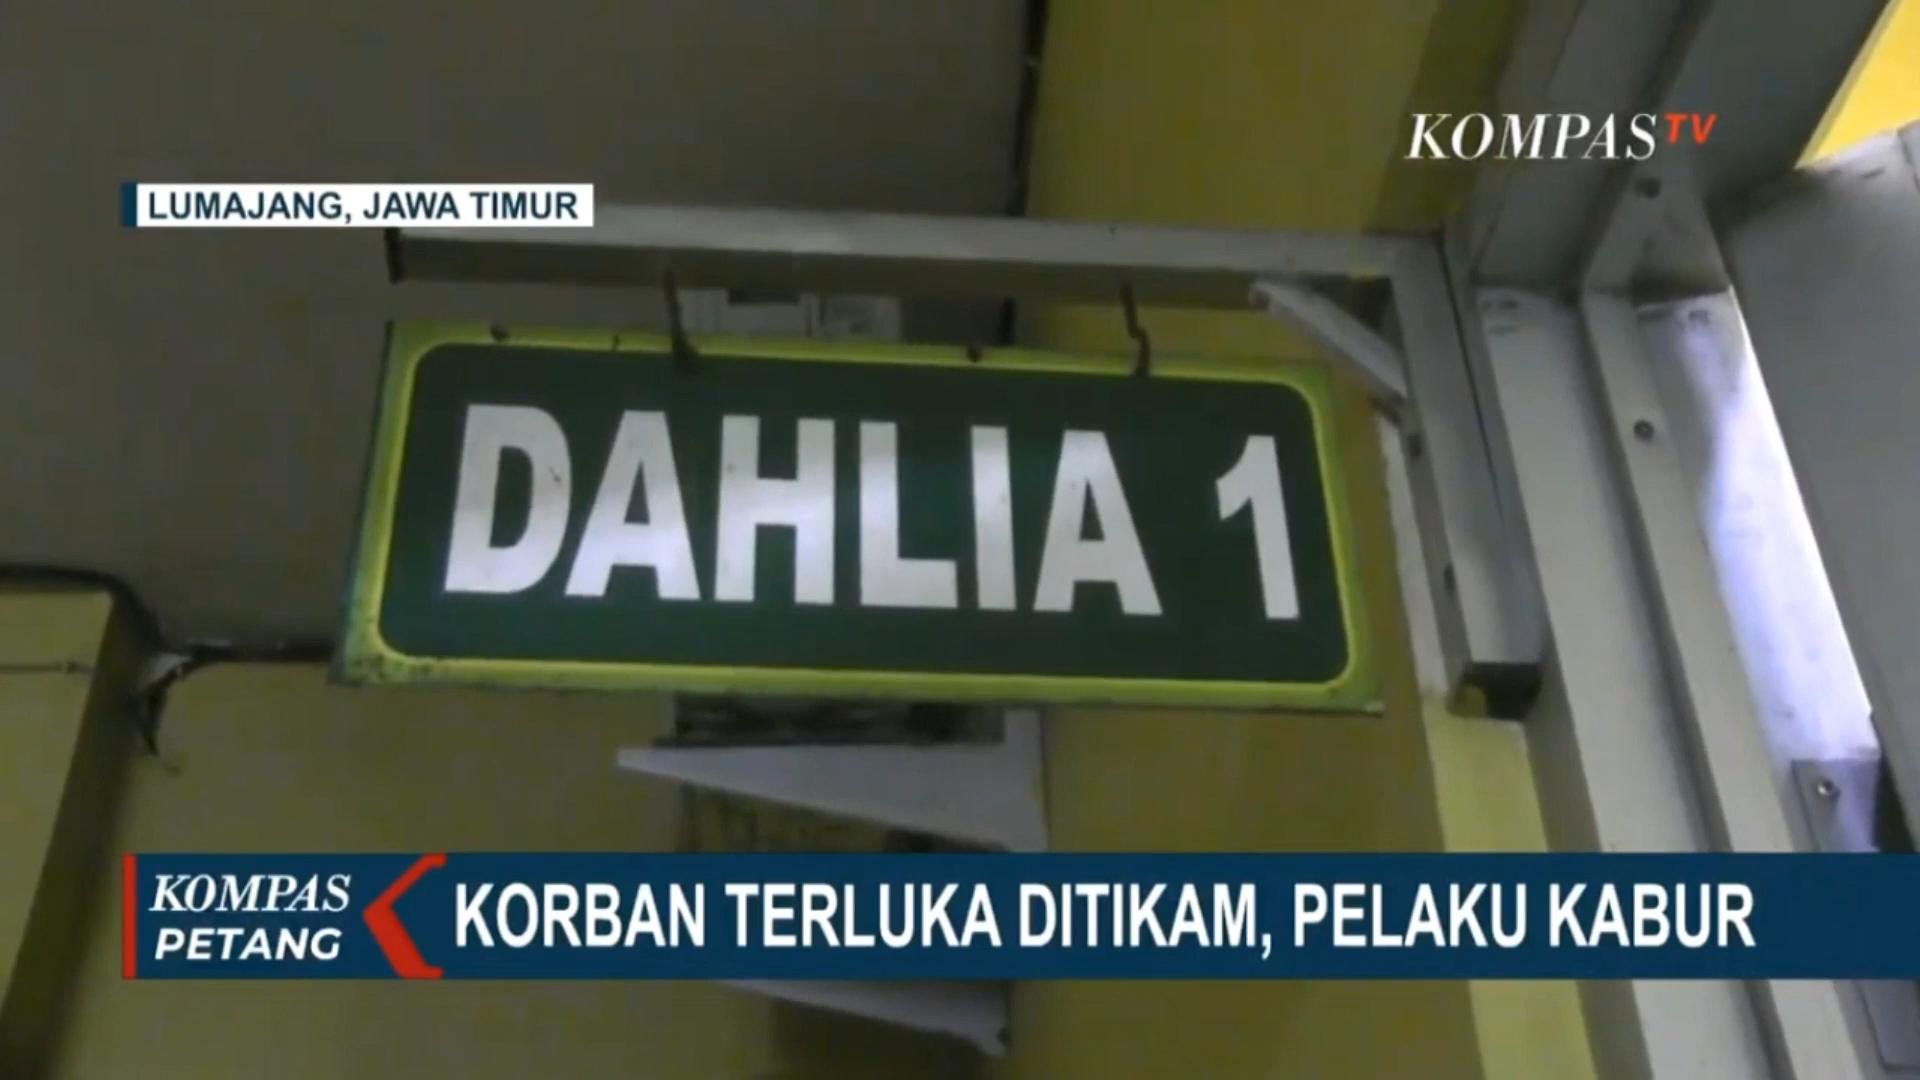 KOMPASTV
LUMAJANG, JAWA TIMUR
DAHLIA 1
KOMPAS
PETANG
KORBAN TERLUKA DITIKAM, PELAKU KABUR